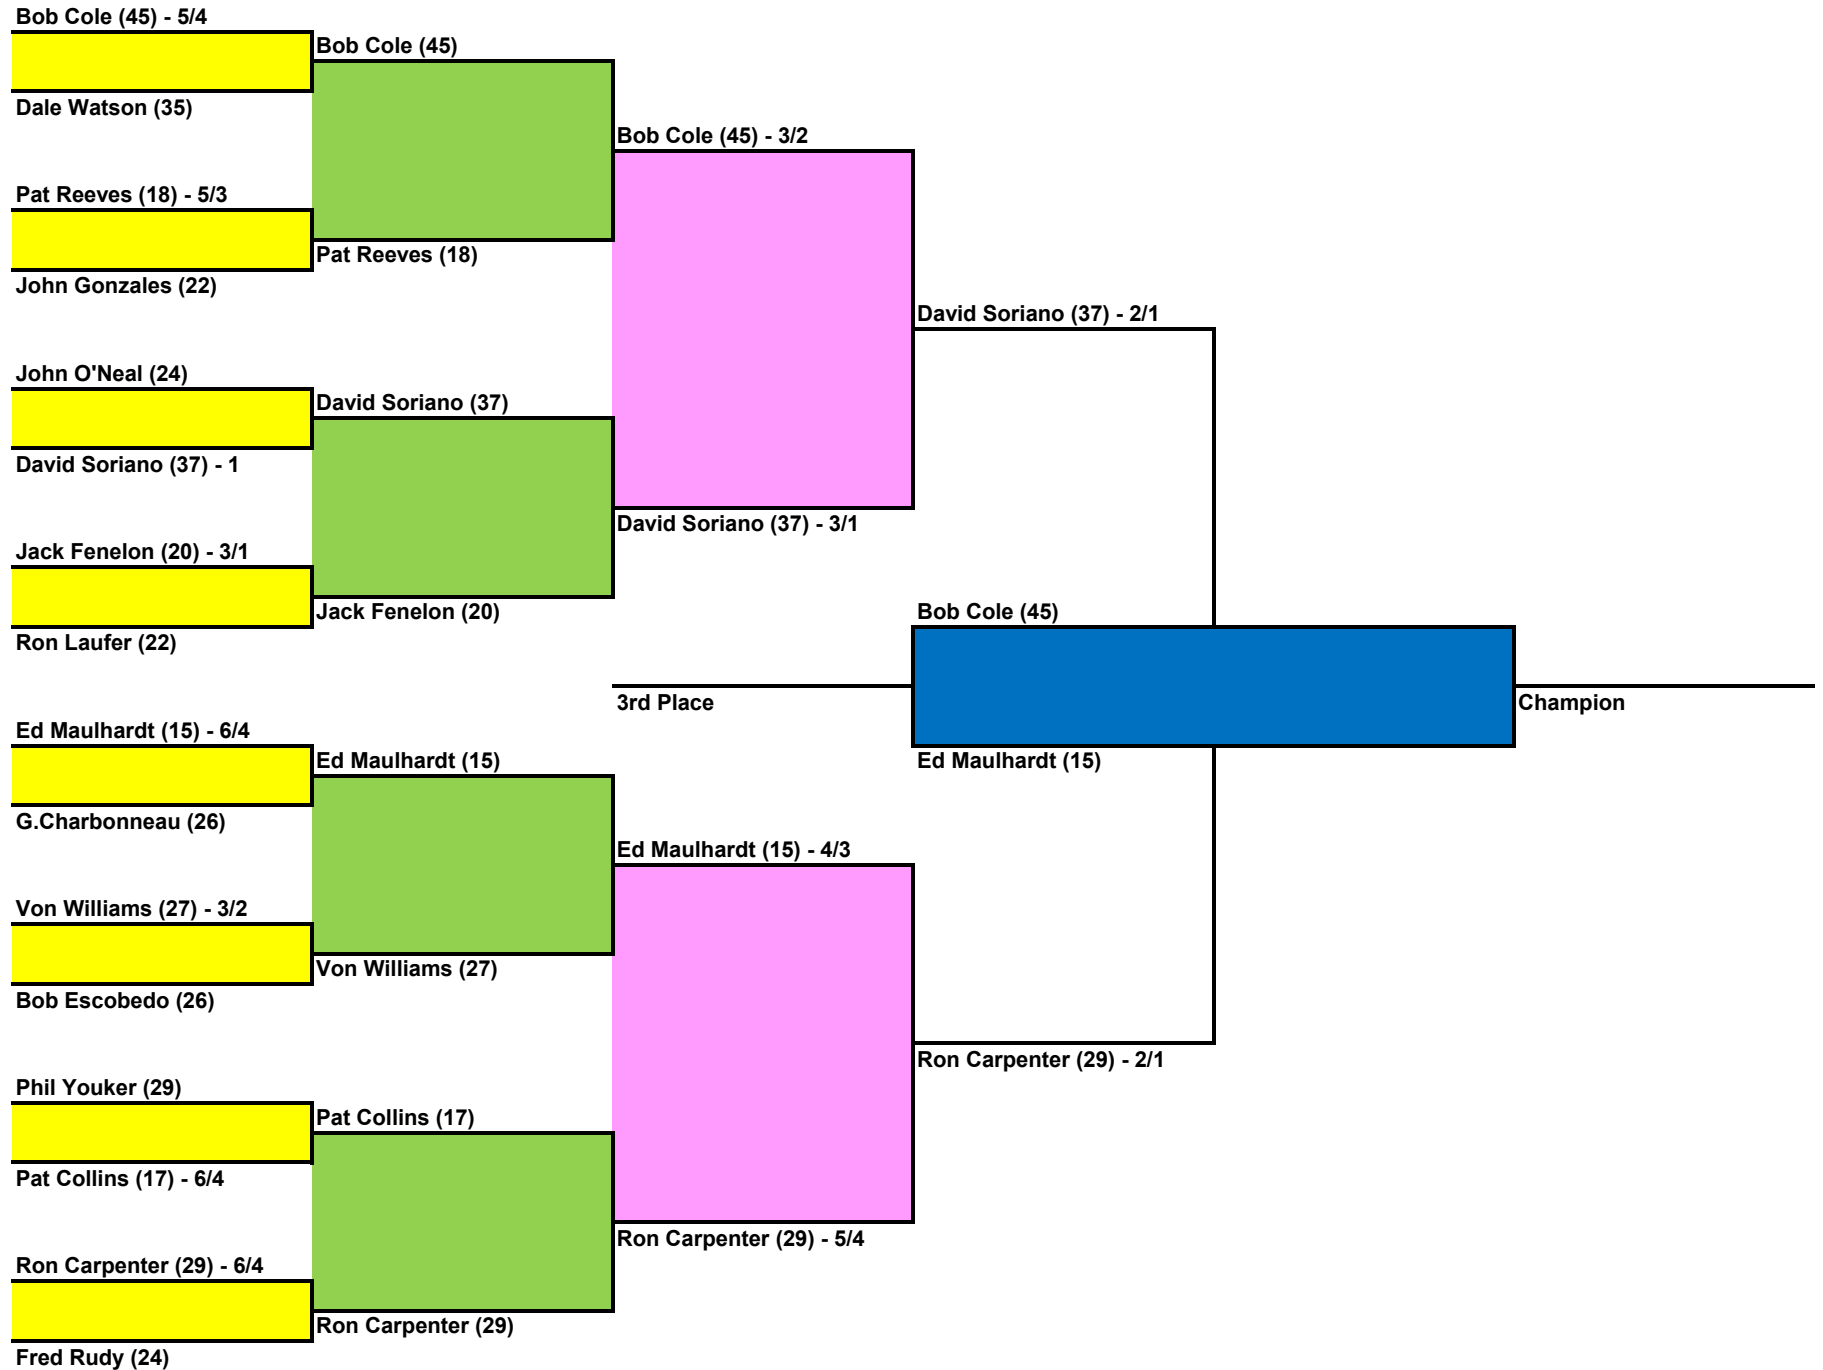 Bob Cole (45) - 5/4
Dale Watson (35)
Pat Reeves (18) - 5/3
John Gonzales (22)
John O'Neal (24)
David Soriano (37) - 1
Jack Fenelon (20) - 3/1
Ron Laufer (22)
Ed Maulhardt (15) - 6/4
G.Charbonneau (26)
Von Williams (27) - 3/2
Bob Escobedo (26)
Phil Youker (29)
Pat Collins (17) - 6/4
Ron Carpenter (29) - 6/4
Fred Rudy (24)
Bob Cole (45)
Pat Reeves (18)
David Soriano (37)
Jack Fenelon (20)
Ed Maulhardt (15)
Von Williams (27)
Pat Collins (17)
Ron Carpenter (29)
Bob Cole (45) - 3/2
David Soriano (37) - 3/1
3rd Place
Ed Maulhardt (15) - 4/3
Ron Carpenter (29) - 5/4
David Soriano (37) - 2/1
Bob Cole (45)
Ed Maulhardt (15)
Ron Carpenter (29) - 2/1
Champion